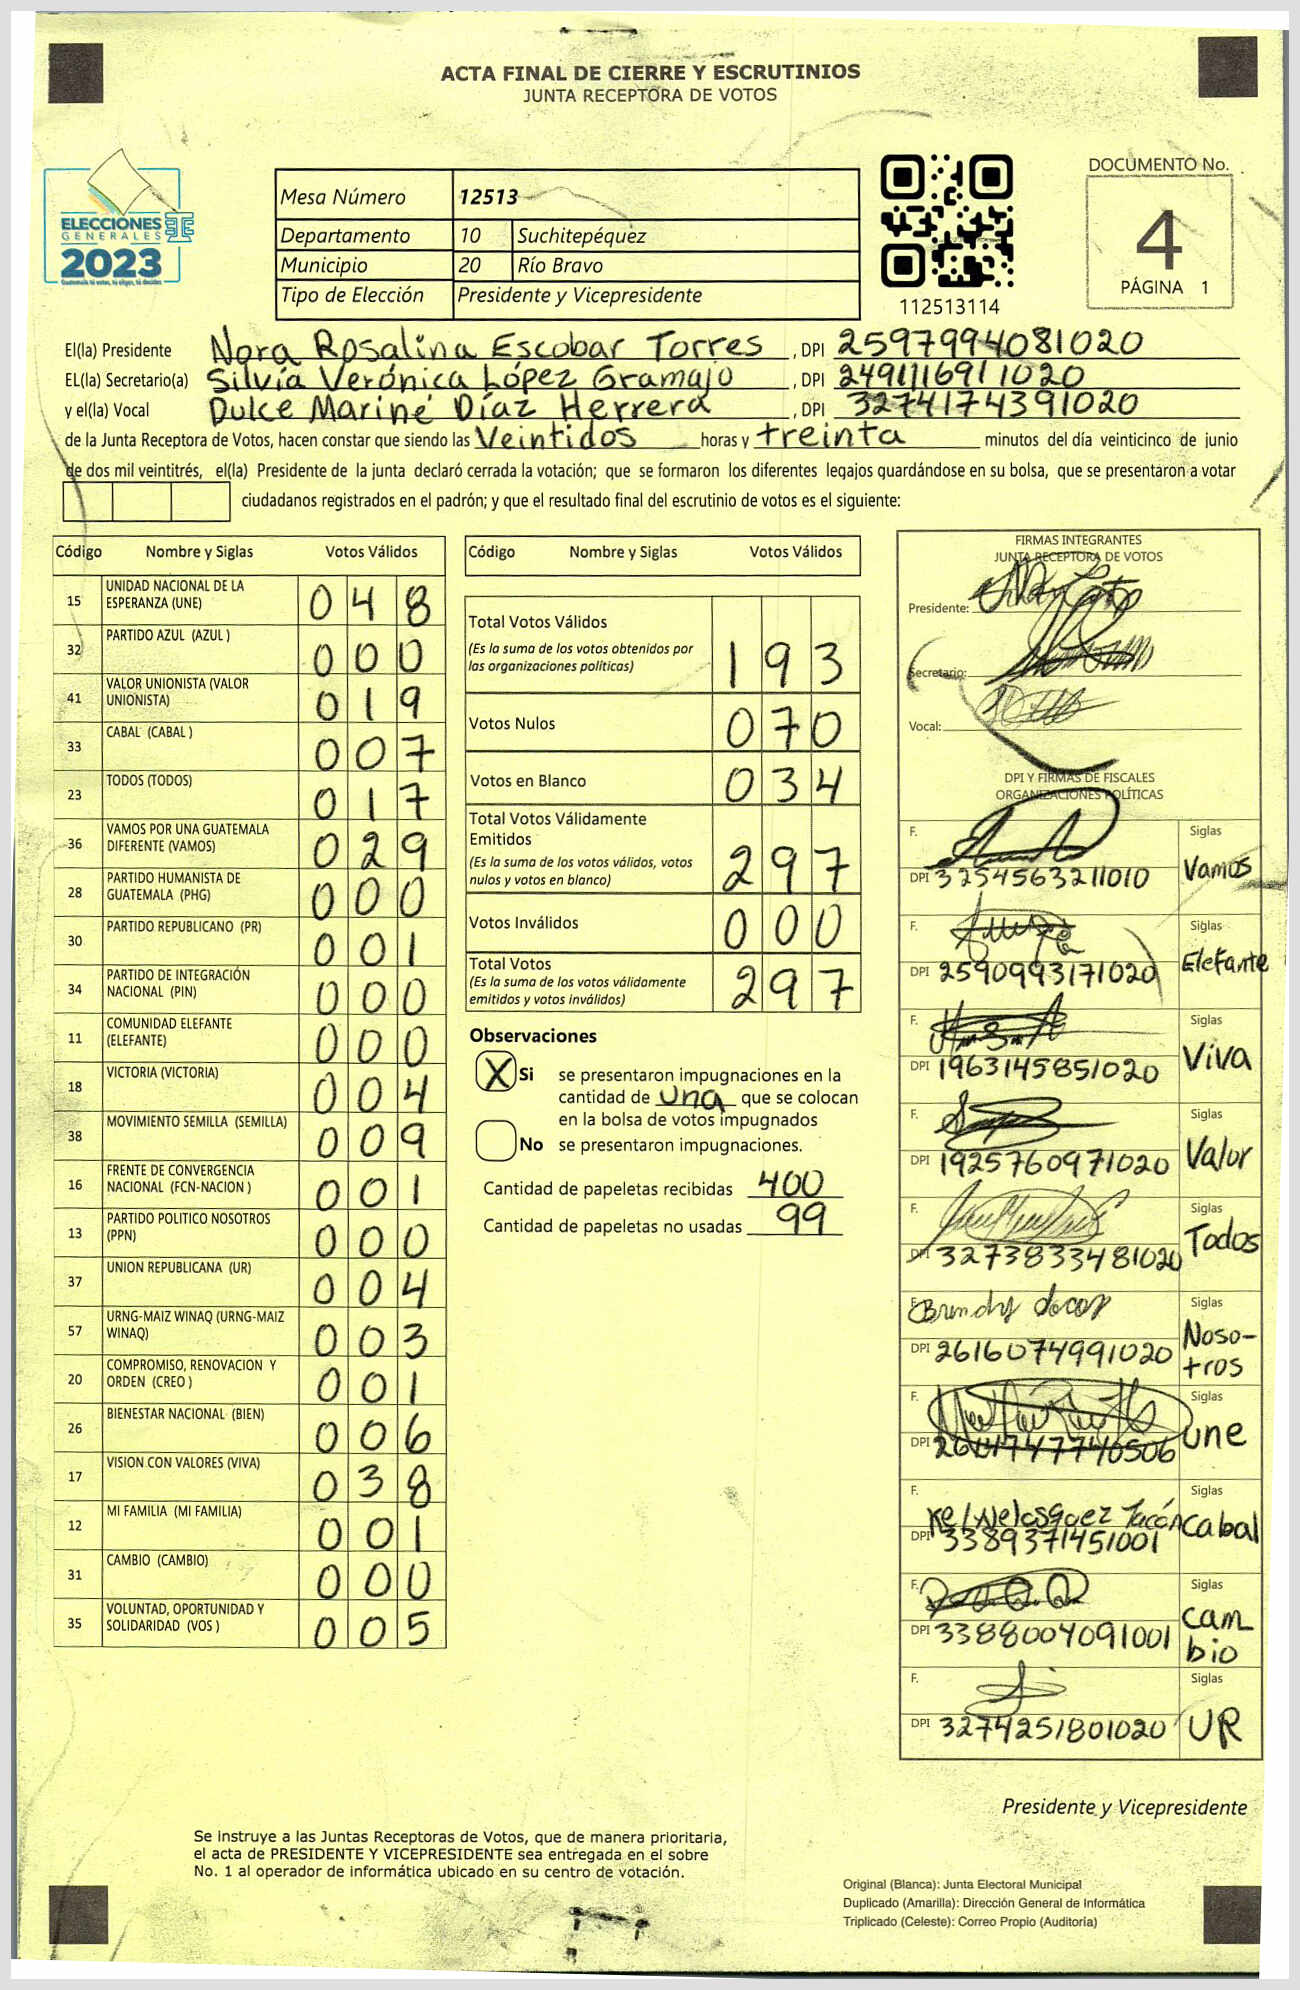 ACTA FINAL DE CIERRE Y ESCRUTINIOS
JUNTA RECEPTORA DE VOTOS
ELECCIONES
GENERALES
2023
Mesa Número 12513
Departamento 10 Suchitepéquez
Municipio 20 Río Bravo
Tipo de Elección Presidente y Vicepresidente
112513114
DOCUMENTO No.
4
PÁGINA 1
El(la) Presidente Nora Rosalina Escobar Torres , DPI 2597994081020
EL(la) Secretario(a) Silvia Verónica López Gramajo , DPI 2491116911020
y el(la) Vocal Dulce Mariné Díaz Herrera , DPI 3274174391020
de la Junta Receptora de Votos, hacen constar que siendo las Veintidos horas y treinta minutos del día veinticinco de junio
de dos mil veintitrés, el(la) Presidente de la junta declaró cerrada la votación; que se formaron los diferentes legajos quardándose en su bolsa, que se presentaron a votar
ciudadanos registrados en el padrón; y que el resultado final del escrutinio de votos es el siguiente:
Código Nombre y Siglas Votos Válidos
15 UNIDAD NACIONAL DE LA ESPERANZA (UNE) 048
32 PARTIDO AZUL (AZUL ) 000
41 VALOR UNIONISTA (VALOR UNIONISTA) 019
33 CABAL (CABAL ) 007
23 TODOS (TODOS) 017
36 VAMOS POR UNA GUATEMALA DIFERENTE (VAMOS) 029
28 PARTIDO HUMANISTA DE GUATEMALA (PHG) 000
30 PARTIDO REPUBLICANO (PR) 001
34 PARTIDO DE INTEGRACIÓN NACIONAL (PIN) 000
11 COMUNIDAD ELEFANTE (ELEFANTE) 000
18 VICTORIA (VICTORIA) 004
38 MOVIMIENTO SEMILLA (SEMILLA) 009
16 FRENTE DE CONVERGENCIA NACIONAL (FCN-NACION ) 001
13 PARTIDO POLITICO NOSOTROS (PPN) 000
37 UNION REPUBLICANA (UR) 004
57 URNG-MAIZ WINAQ (URNG-MAIZ WINAQ) 003
20 COMPROMISO, RENOVACION Y ORDEN (CREO ) 001
26 BIENESTAR NACIONAL (BIEN) 006
17 VISION CON VALORES (VIVA) 038
12 MI FAMILIA (MI FAMILIA) 001
31 CAMBIO (CAMBIO) 000
35 VOLUNTAD, OPORTUNIDAD Y SOLIDARIDAD (VOS ) 005
Código Nombre y Siglas Votos Válidos
Total Votos Válidos
(Es la suma de los votos obtenidos por
las organizaciones políticas) 193
Votos Nulos 070
Votos en Blanco 034
Total Votos Válidamente
Emitidos
(Es la suma de los votos válidos, votos
nulos y votos en blanco) 297
Votos Inválidos 000
Total Votos
(Es la suma de los votos válidamente
emitidos y votos inválidos) 297
Observaciones
X Si se presentaron impugnaciones en la
cantidad de una que se colocan
en la bolsa de votos impugnados
No se presentaron impugnaciones.
Cantidad de papeletas recibidas 400
Cantidad de papeletas no usadas 99
FIRMAS INTEGRANTES
JUNTA RECEPTORA DE VOTOS
Presidente:
Secretario:
Vocal:
DPI Y FIRMAS DE FISCALES
ORGANIZACIONES POLÍTICAS
F. Siglas
DPI 3254563211010 Vamos
F. Siglas
DPI 2590993171020 Elefante
F. Siglas
DPI 1963145851020 Viva
F. Siglas
DPI 1925760971020 Valor
F. Siglas
DPI 3273833481020 Todos
F. Siglas
DPI 2616074991020 Noso-
tros
F. Siglas
DPI une
F. Siglas
DPI 3389371451001 Cabal
F. Siglas
DPI 3388004091001 Cam
bio
F. Siglas
DPI 3274251801020 UR
Presidente y Vicepresidente
Se instruye a las Juntas Receptoras de Votos, que de manera prioritaria,
el acta de PRESIDENTE Y VICEPRESIDENTE sea entregada en el sobre
No. 1 al operador de informática ubicado en su centro de votación.
Original (Blanca): Junta Electoral Municipal
Duplicado (Amarilla): Dirección General de Informática
Triplicado (Celeste): Correo Propio (Auditoría)